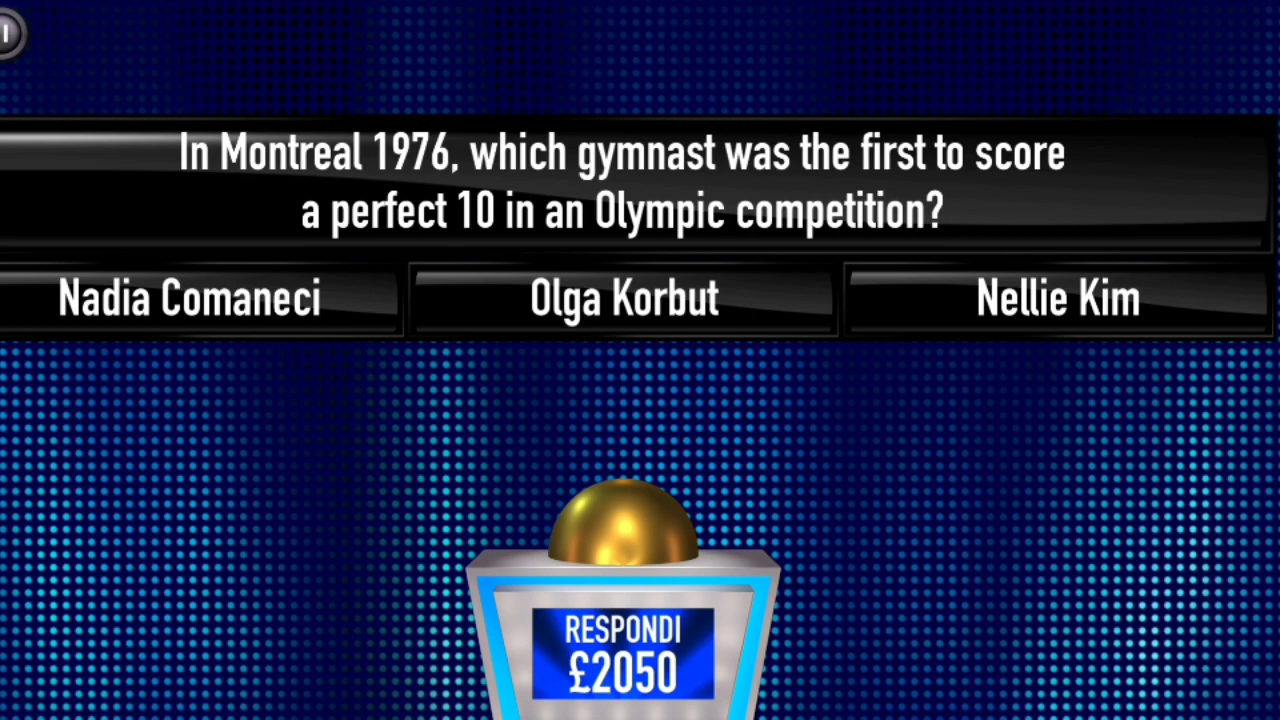 In Montreal 1976, which gymnast was the first to score
a perfect 10 in an Olympic competition?
Nadia Comaneci
Olga Korbut
Nellie Kim
RESPONDI
£2050